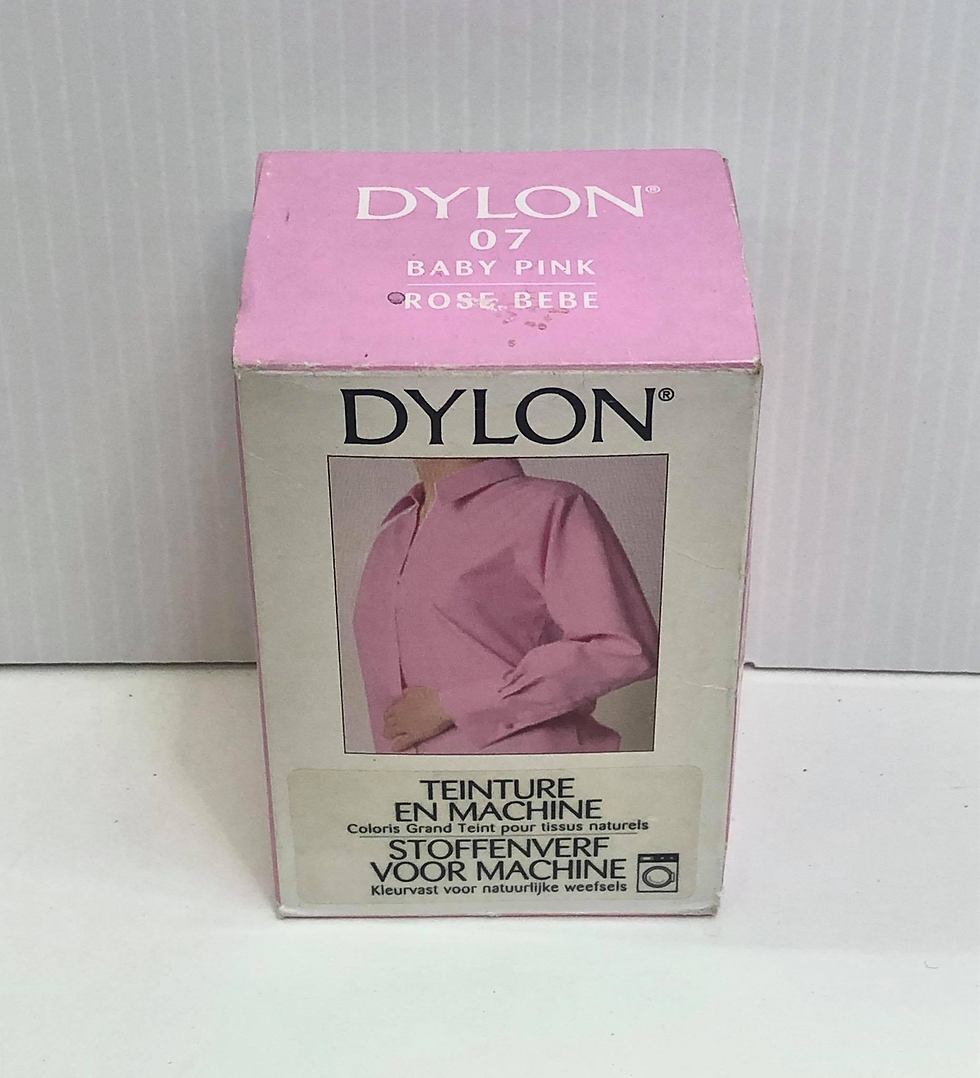 DYLON®
07
BABY PINK
ROSE BEBE
DYLON®
TEINTURE
EN MACHINE
Coloris Grand Teint pour tissus naturels
STOFFENVERF
VOOR MACHINE
Kleurvast voor natuurlijke weefsels